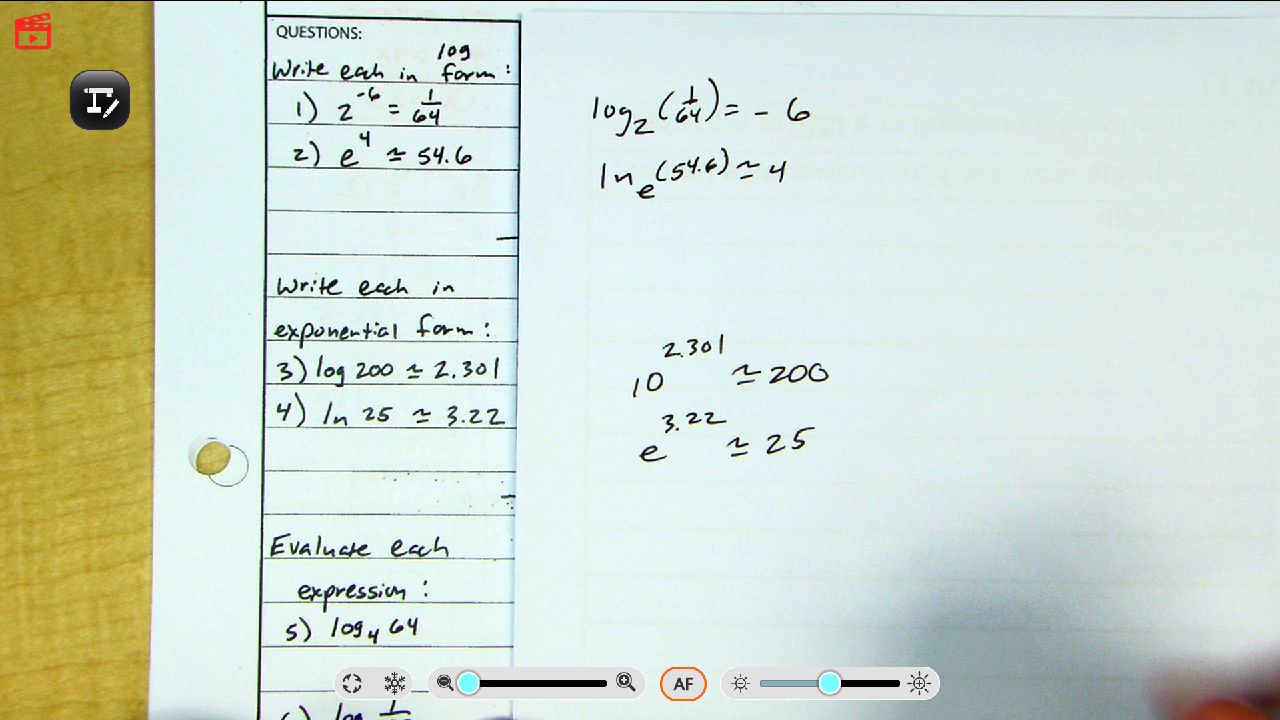 QUESTIONS:
log
Write each in form:
1) 2^-6 = 1/64
2) e^4 ≃ 54.6
log₂(1/64) = -6
ln_e(54.6) ≃ 4
Write each in
exponential form:
3) log 200 ≃ 2.301
4) ln 25 ≃ 3.22
10^2.301 ≃ 200
e^3.22 ≃ 25
Evaluate each
expression:
5) log₄ 64
AF